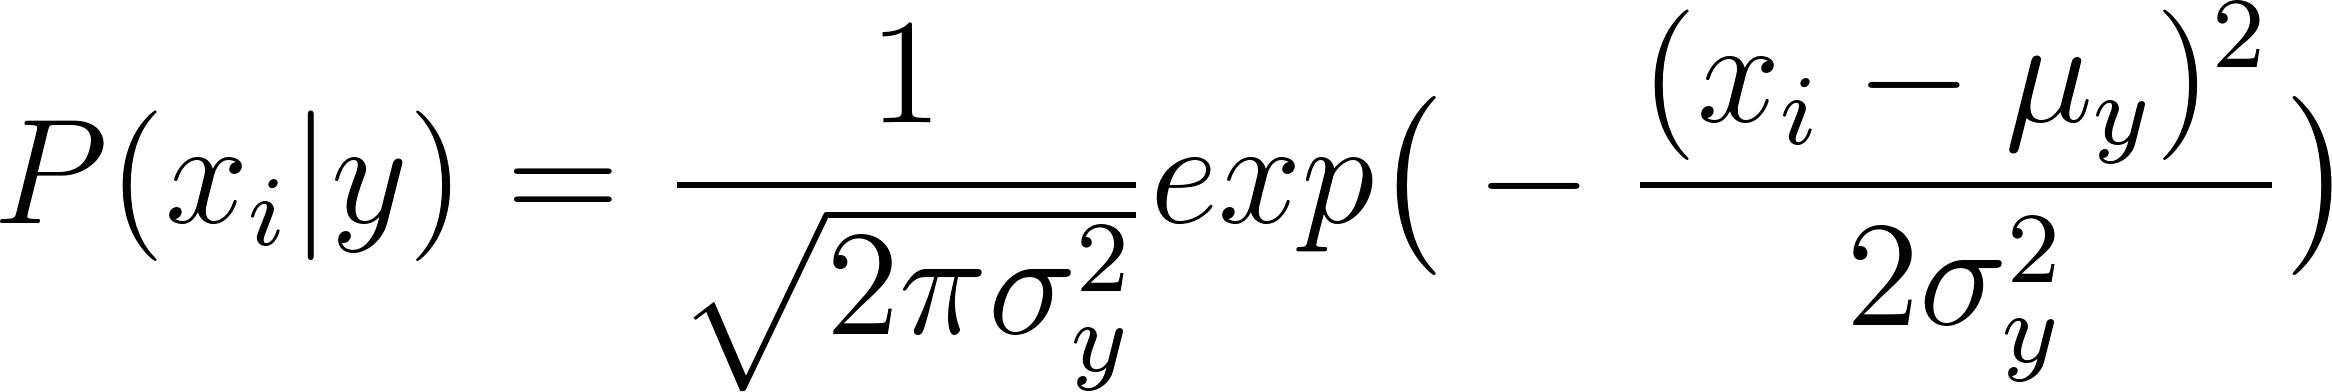 P(x_i|y) = \frac{1}{\sqrt{2\pi\sigma_y^2}} exp(-\frac{(x_i - \mu_y)^2}{2\sigma_y^2})